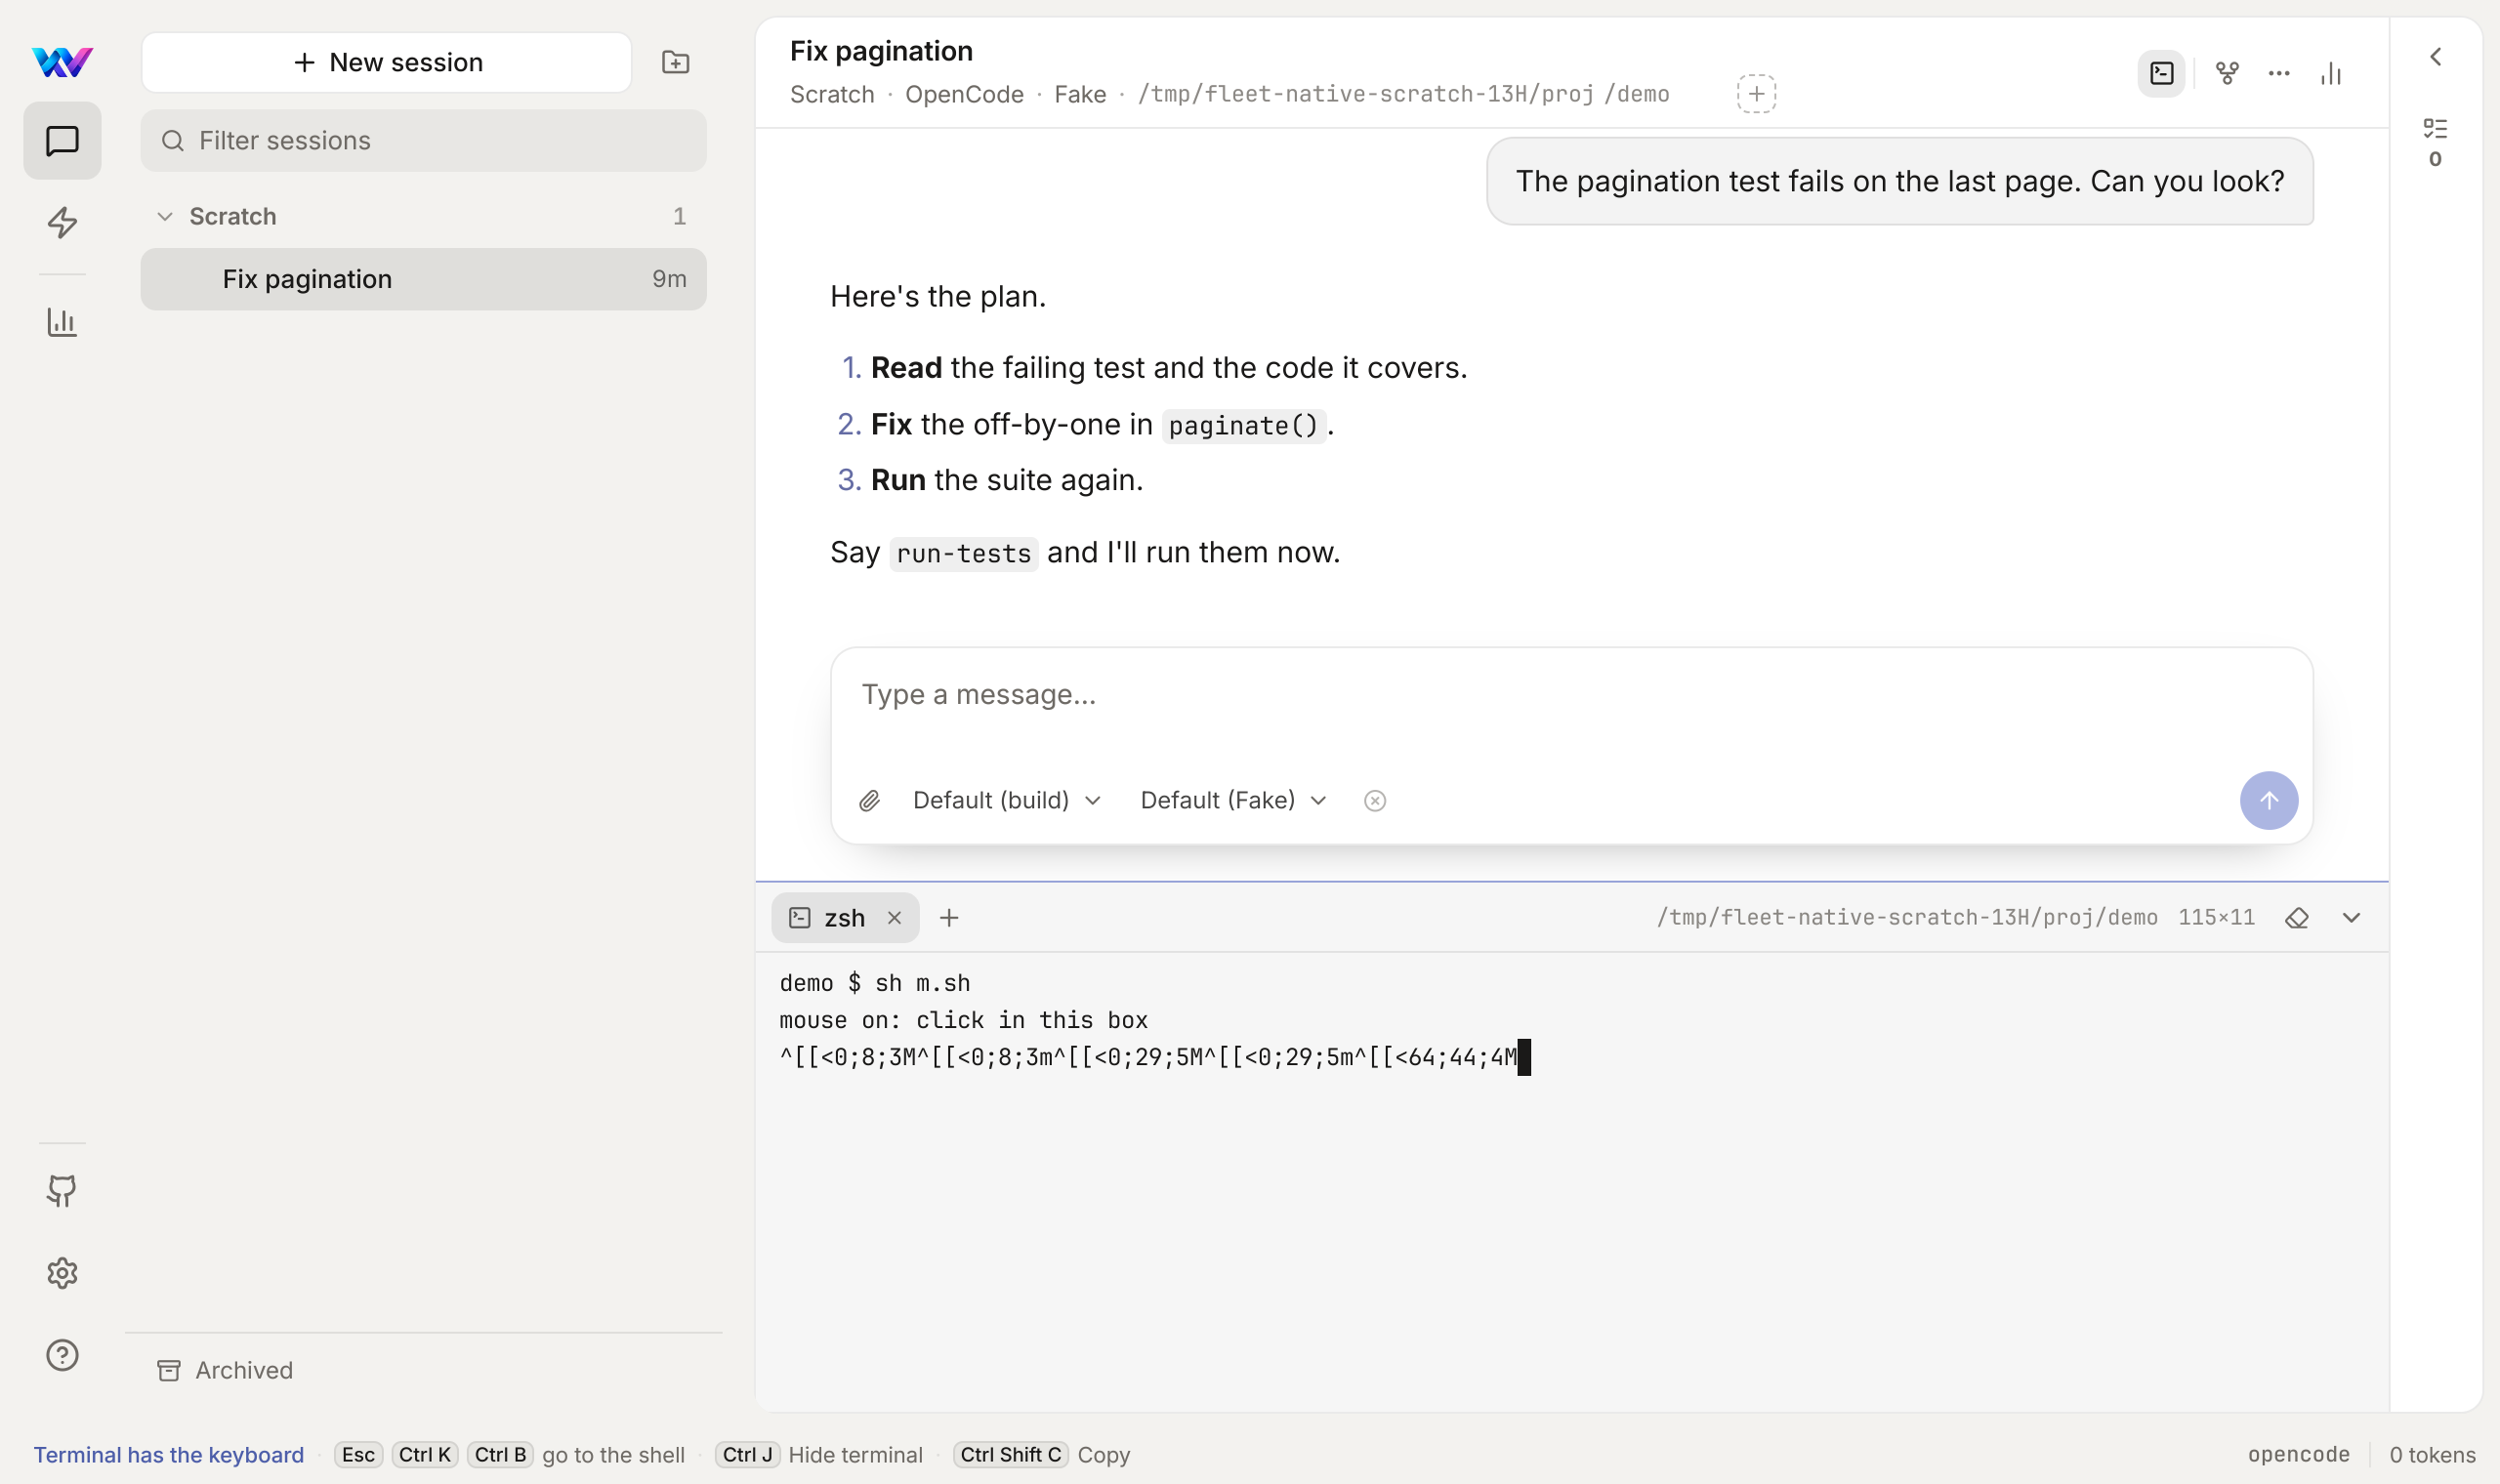 New session
Filter sessions
Scratch 1
Fix pagination 9m
Archived
Fix pagination
Scratch · OpenCode · Fake · /tmp/fleet-native-scratch-13H/proj /demo
0
The pagination test fails on the last page. Can you look?
Here's the plan.
1. Read the failing test and the code it covers.
2. Fix the off-by-one in paginate().
3. Run the suite again.
Say run-tests and I'll run them now.
Type a message...
Default (build) Default (Fake)
zsh /tmp/fleet-native-scratch-13H/proj/demo 115×11
demo $ sh m.sh
mouse on: click in this box
^[[<0;8;3M^[[<0;8;3m^[[<0;29;5M^[[<0;29;5m^[[<64;44;4M
Terminal has the keyboard · Esc Ctrl K Ctrl B go to the shell · Ctrl J Hide terminal · Ctrl Shift C Copy opencode 0 tokens